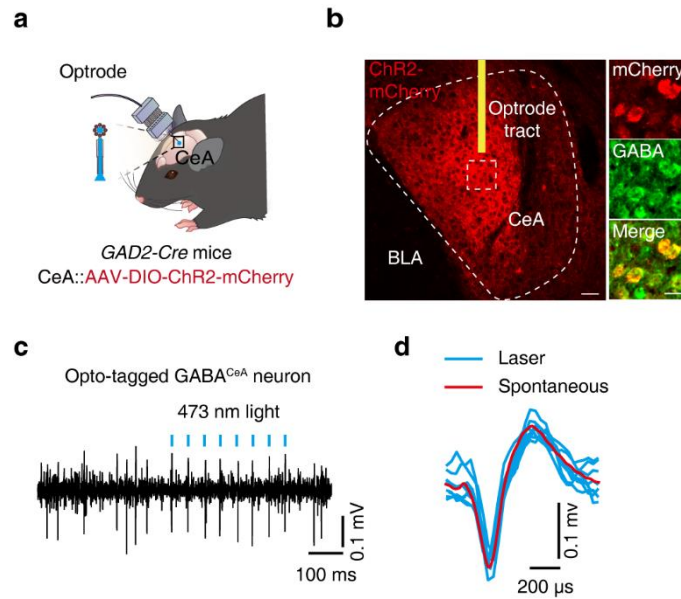 a
Optrode
CeA
GAD2-Cre mice
CeA::AAV-DIO-ChR2-mCherry
b
ChR2-
mCherry
Optrode
tract
CeA
BLA
mCherry
GABA
Merge
c
Opto-tagged GABA^CeA neuron
473 nm light
0.1 mV
100 ms
d
Laser
Spontaneous
0.1 mV
200 µs